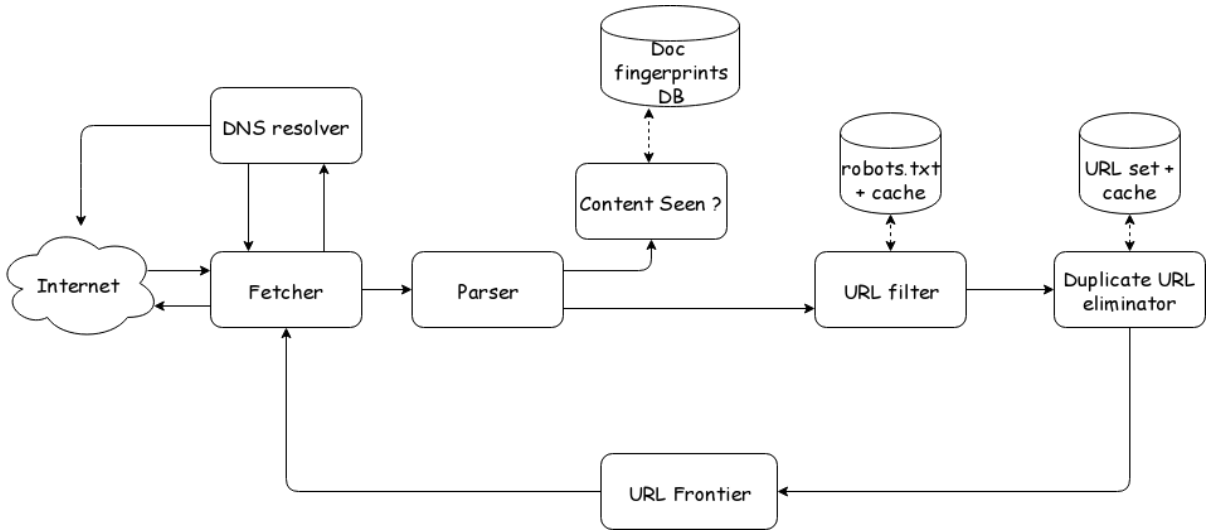 Doc
fingerprints
DB
DNS resolver
robots.txt
+ cache
URL set +
cache
Content Seen ?
Internet
Fetcher
Parser
URL filter
Duplicate URL
eliminator
URL Frontier